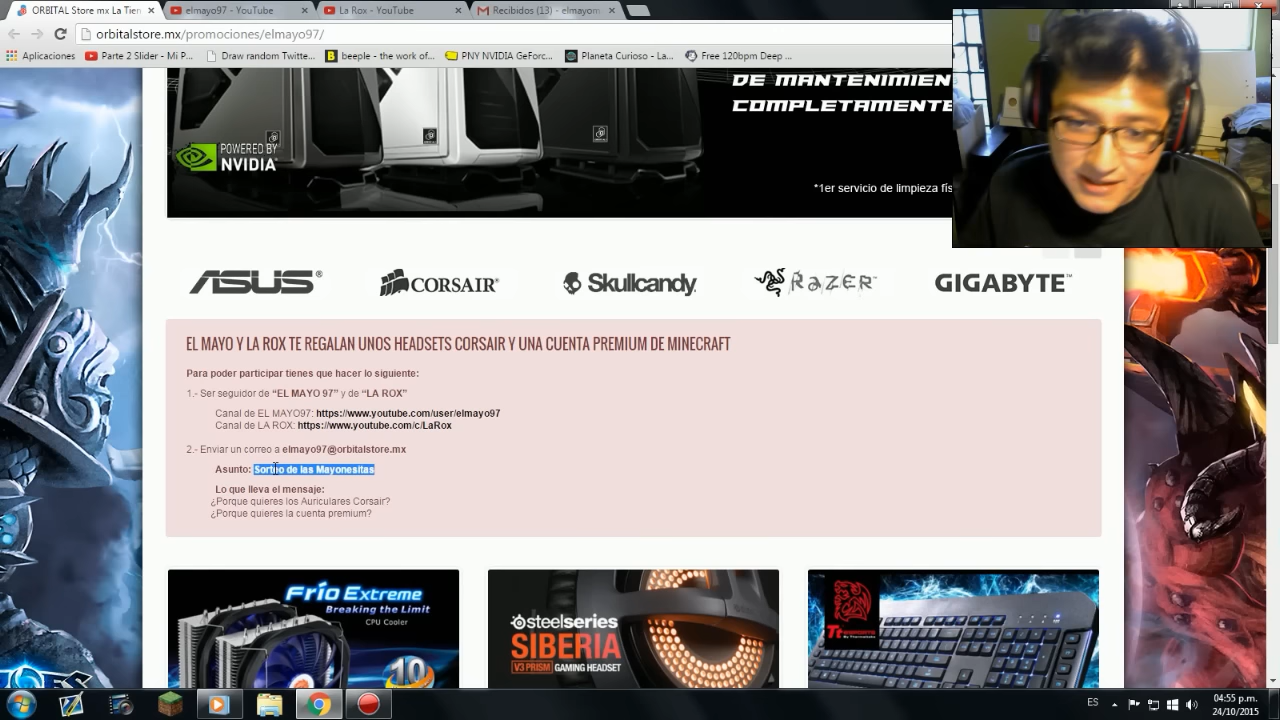 ORBITAL Store mx La Tien
elmayo97 - YouTube
La Rox - YouTube
Recibidos (13) - elmayom
orbitalstore.mx/promociones/elmayo97/
Aplicaciones
Parte 2 Slider - Mi P...
Draw random Twitte...
beeple - the work of...
PNY NVIDIA GeForc...
Planeta Curioso - La...
Free 120bpm Deep ...
DE MANTENIMIEN
COMPLETAMENTE
POWERED BY
NVIDIA
*1er servicio de limpieza fís
ASUS®
CORSAIR®
Skullcandy
RAZER™
GIGABYTE™
EL MAYO Y LA ROX TE REGALAN UNOS HEADSETS CORSAIR Y UNA CUENTA PREMIUM DE MINECRAFT
Para poder participar tienes que hacer lo siguiente:
1.- Ser seguidor de “EL MAYO 97” y de “LA ROX”
Canal de EL MAYO97: https://www.youtube.com/user/elmayo97
Canal de LA ROX: https://www.youtube.com/c/LaRox
2.- Enviar un correo a elmayo97@orbitalstore.mx
Asunto: Sorteo de las Mayonesitas
Lo que lleva el mensaje:
¿Porque quieres los Auriculares Corsair?
¿Porque quieres la cuenta premium?
Frío Extreme
Breaking the Limit
CPU Cooler
10
steelseries
SIBERIA
V3 PRISM GAMING HEADSET
Tt
ES
04:55 p.m.
24/10/2015